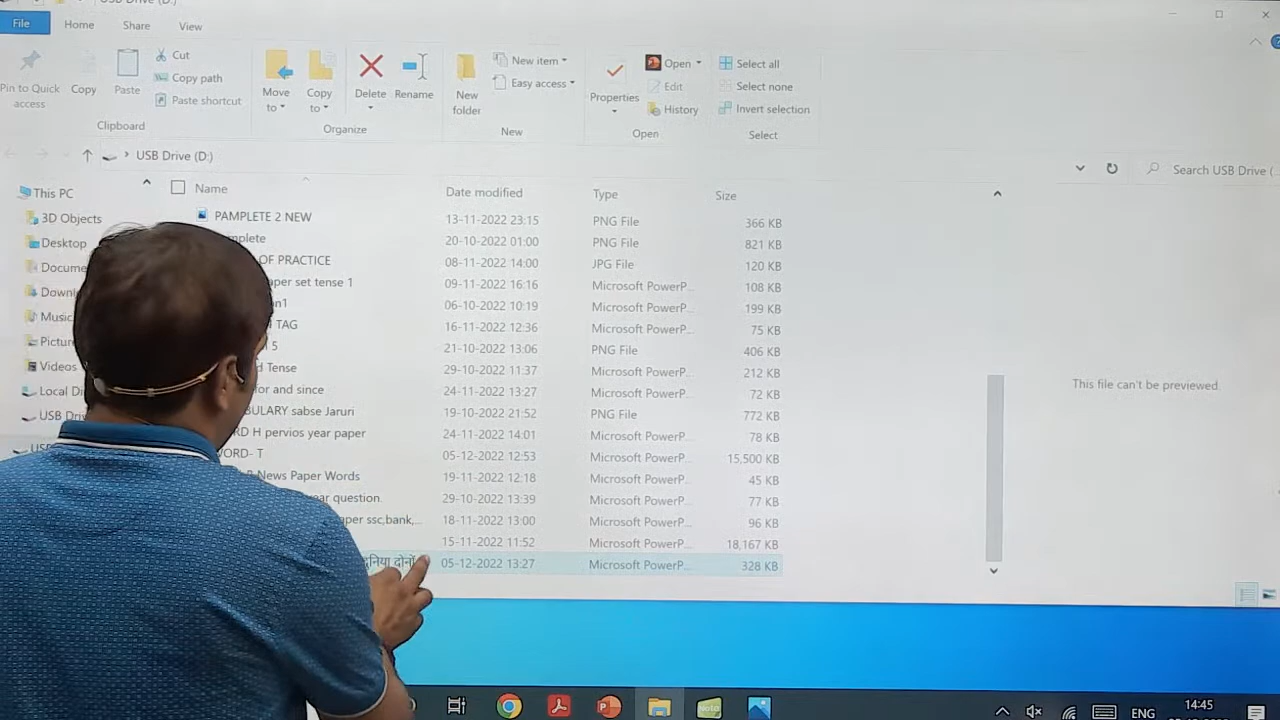 USB Drive (D:)
File Home Share View
Pin to Quick access
Copy
Paste
Cut
Copy path
Paste shortcut
Clipboard
Move to
Copy to
Delete
Rename
Organize
New folder
New item
Easy access
New
Properties
Open
Edit
History
Open
Select all
Select none
Invert selection
Select
USB Drive (D:)
Search USB Drive (
This PC
3D Objects
Desktop
Docume
Downl
Music
Picture
Videos
Local Di
USB Driv
USB
Name Date modified Type Size
PAMPLETE 2 NEW 13-11-2022 23:15 PNG File 366 KB
mplete 20-10-2022 01:00 PNG File 821 KB
OF PRACTICE 08-11-2022 14:00 JPG File 120 KB
aper set tense 1 09-11-2022 16:16 Microsoft PowerP... 108 KB
n1 06-10-2022 10:19 Microsoft PowerP... 199 KB
TAG 16-11-2022 12:36 Microsoft PowerP... 75 KB
5 21-10-2022 13:06 PNG File 406 KB
d Tense 29-10-2022 11:37 Microsoft PowerP... 212 KB
for and since 24-11-2022 13:27 Microsoft PowerP... 72 KB
BULARY sabse Jaruri 19-10-2022 21:52 PNG File 772 KB
RD H pervios year paper 24-11-2022 14:01 Microsoft PowerP... 78 KB
WORD- T 05-12-2022 12:53 Microsoft PowerP... 15,500 KB
News Paper Words 19-11-2022 12:18 Microsoft PowerP... 45 KB
ear question. 29-10-2022 13:39 Microsoft PowerP... 77 KB
aper ssc,bank,... 18-11-2022 13:00 Microsoft PowerP... 96 KB
15-11-2022 11:52 Microsoft PowerP... 18,167 KB
दुनिया दोनों 05-12-2022 13:27 Microsoft PowerP... 328 KB
This file can't be previewed.
ENG
14:45